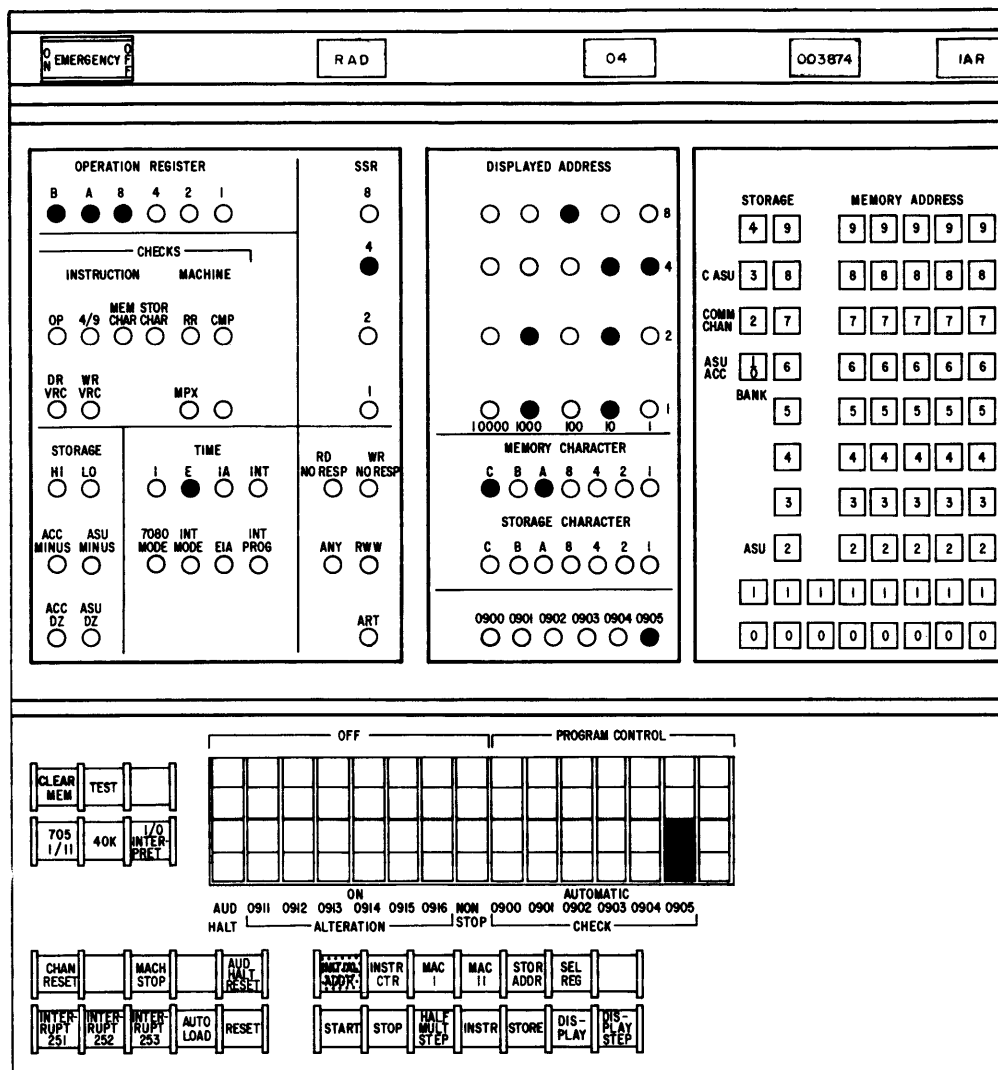 ON EMERGENCY OFF RAD 04 003874 IAR
OPERATION REGISTER SSR
B A 8 4 2 1 8
CHECKS 4
INSTRUCTION MACHINE
OP 4/9 MEM CHAR STOR CHAR RR CMP 2
DR VRC WR VRC MPX 1
STORAGE TIME RD NO RESP WR NO RESP
HI LO I E IA INT
ACC MINUS ASU MINUS 7080 MODE INT MODE EIA INT PROG ANY RWW
ACC DZ ASU DZ ART
DISPLAYED ADDRESS
8
4
2
1
10000 1000 100 10 1
MEMORY CHARACTER
C B A 8 4 2 1
STORAGE CHARACTER
C B A 8 4 2 1
0900 0901 0902 0903 0904 0905
STORAGE MEMORY ADDRESS
4 9 9 9 9 9 9
C ASU 3 8 8 8 8 8 8
COMM CHAN 2 7 7 7 7 7 7
ASU ACC 1 0 6 6 6 6 6 6
BANK 5 5 5 5 5 5
4 4 4 4 4 4
3 3 3 3 3 3
ASU 2 2 2 2 2 2
1 1 1 1 1 1 1 1
0 0 0 0 0 0 0 0
OFF PROGRAM CONTROL
CLEAR MEM TEST
705 I/II 40K I/O INTER- PRET
ON AUTOMATIC
AUD HALT 0911 0912 0913 0914 0915 0916 NON STOP 0900 0901 0902 0903 0904 0905
ALTERATION CHECK
CHAN RESET MACH STOP AUD HALT RESET INSTR CTR MAC I MAC II STOR ADDR SEL REG
INTER- RUPT 251 INTER- RUPT 252 INTER- RUPT 253 AUTO LOAD RESET START STOP HALF MULT STEP INSTR STORE DIS- PLAY DIS- PLAY STEP